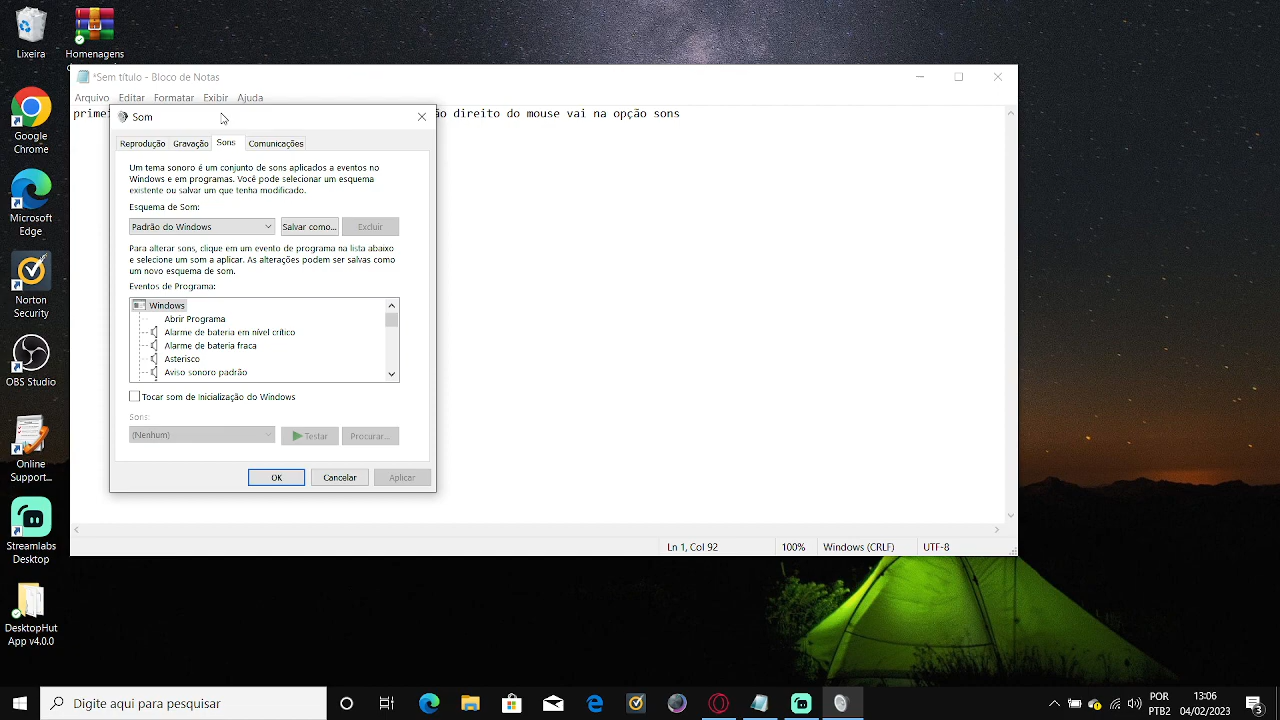 Lixeira
Homenagens
Google
Chrome
Microsoft
Edge
Norton
Security
OBS Studio
Online
Support...
Streamlabs
Desktop
DesktopHut
App v4.0.0
*Sem título - Bloco de Notas
Arquivo Editar Formatar Exibir Ajuda
direito do mouse vai na opção sons
Som
Reprodução Gravação Sons Comunicações
Um tema sonoro é um conjunto de sons aplicados a eventos no
Windows e em programas. Você pode selecionar um esquema
existente ou salvar um que tenha modificado.
Esquema de Som:
Padrão do Windows Salvar como... Excluir
Para alterar sons, clique em um evento de programa na lista abaixo
e selecione um som a aplicar. As alterações podem ser salvas como
um novo esquema de som.
Eventos de Programa:
Windows
Abrir Programa
Alarme de bateria em nível crítico
Alarme de bateria fraca
Asterisco
Aviso sonoro padrão
Tocar som de Inicialização do Windows
Sons:
(Nenhum) Testar Procurar...
OK Cancelar Aplicar
Ln 1, Col 92 100% Windows (CRLF) UTF-8
Digite aqui para pesquisar
POR
PTB2
13:06
04/02/2023
3